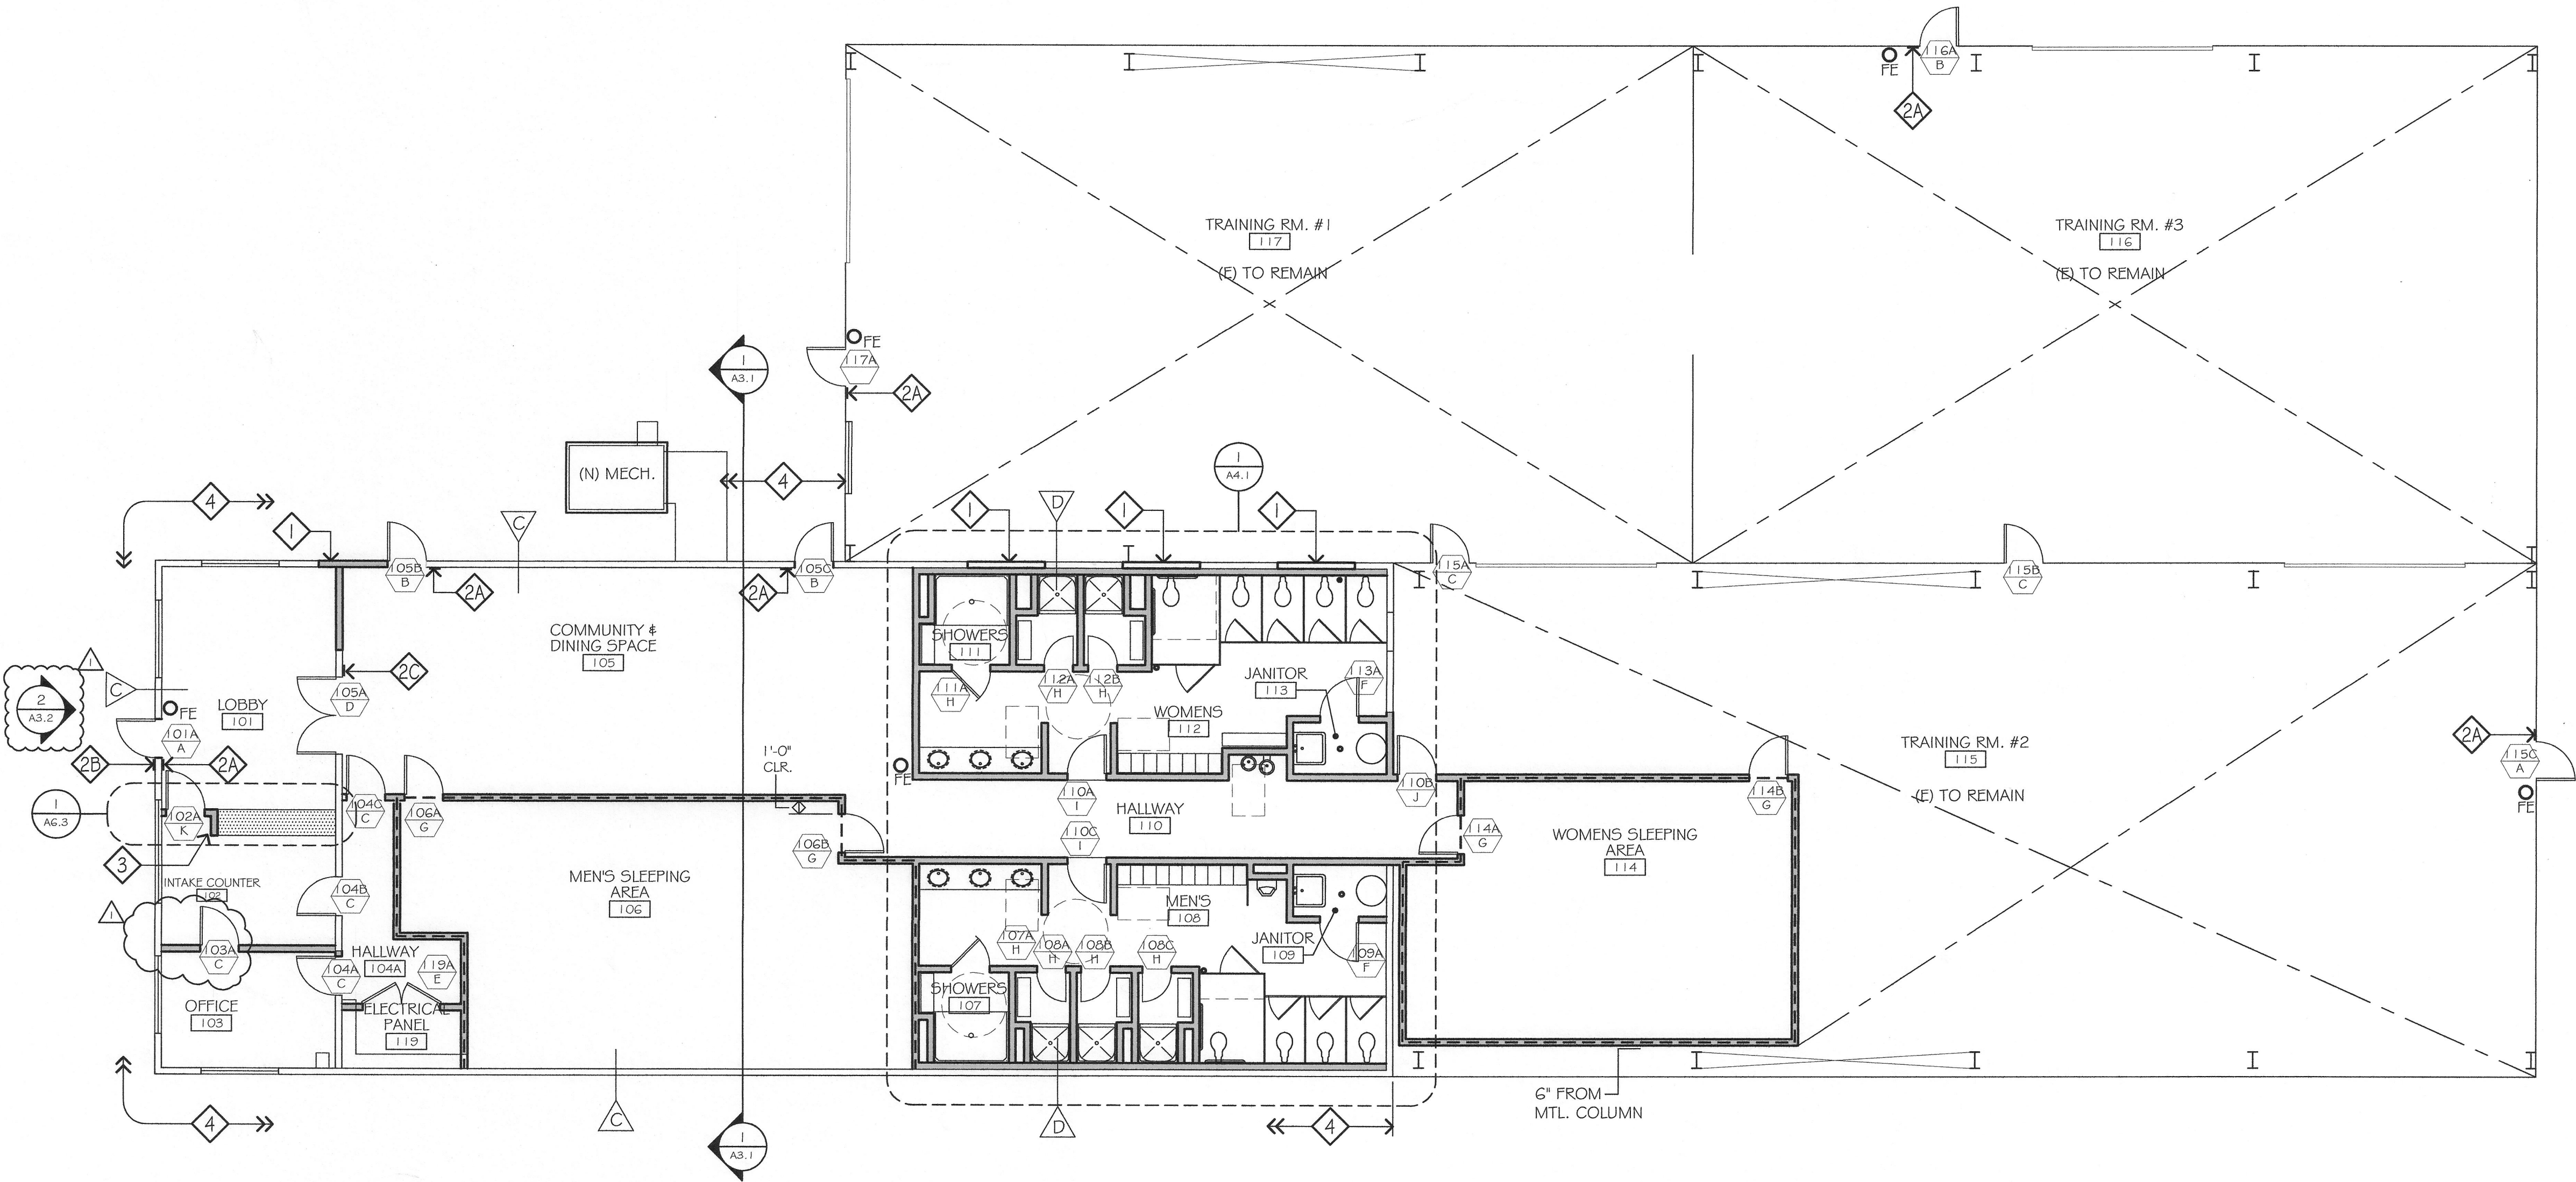 116A
B
FE
2A
TRAINING RM. #1
117
(E) TO REMAIN
TRAINING RM. #3
116
(E) TO REMAIN
FE
117A
1
A3.1
2A
(N) MECH.
4
1
A4.1
4
1
C
1
D
1
1
105B
B
105C
B
115A
C
115B
C
2A
2A
COMMUNITY &
DINING SPACE
105
SHOWERS
111
1
2C
C
2
A3.2
LOBBY
101
FE
105A
D
111A
H
112A
H
112B
H
JANITOR
113
113A
F
WOMENS
112
101A
A
2B
2A
1'-0"
CLR.
FE
TRAINING RM. #2
115
(E) TO REMAIN
2A
115C
A
FE
1
A6.3
102A
K
104C
C
106A
G
110A
I
HALLWAY
110
110B
J
114B
G
110C
I
106B
G
114A
G
WOMENS SLEEPING
AREA
114
3
INTAKE COUNTER
102
104B
C
MEN'S SLEEPING
AREA
106
MEN'S
108
1
103A
C
HALLWAY
104A
104A
C
119A
E
107A
H
108A
H
108B
H
108C
H
JANITOR
109
109A
F
OFFICE
103
ELECTRICAL
PANEL
119
SHOWERS
107
6" FROM
MTL. COLUMN
4
C
1
A3.1
D
4